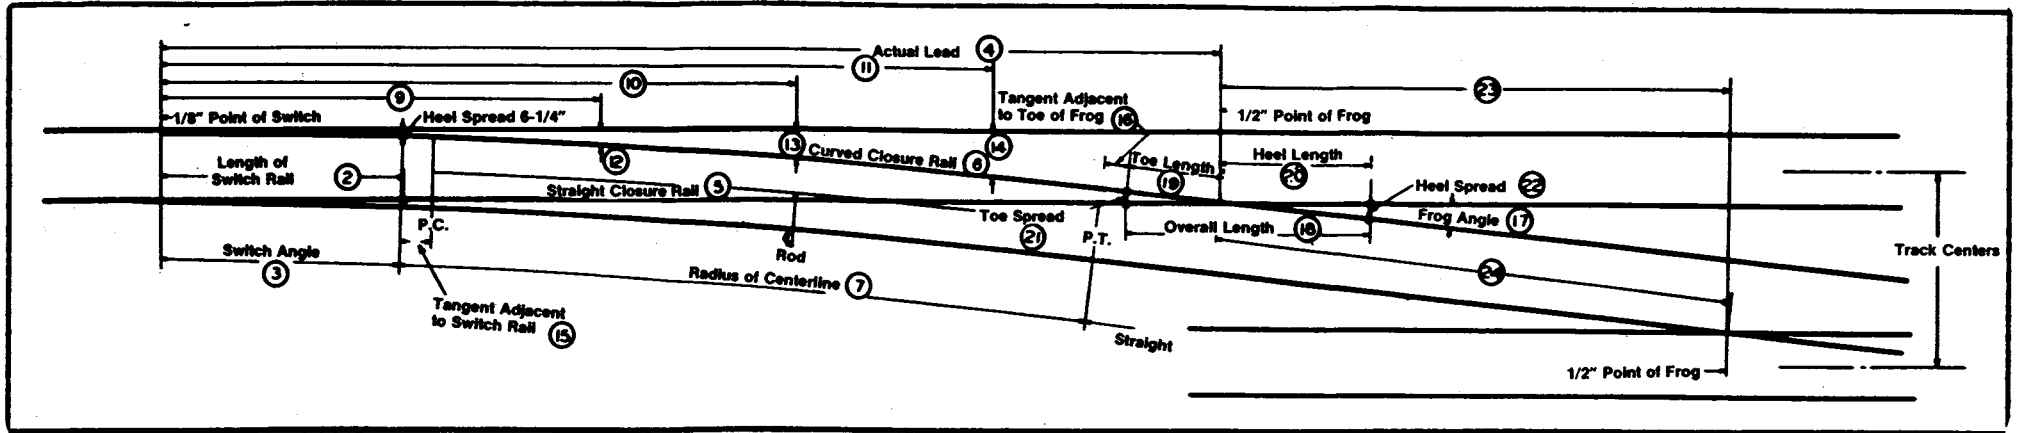 Actual Lead 4
11
10
23
9
Tangent Adjacent
to Toe of Frog 16
1/8" Point of Switch
Heel Spread 6-1/4"
1/2" Point of Frog
13
14
12
Curved Closure Rail 6
Length of
Switch Rail 2
Toe Length
19
Heel Length
20
Straight Closure Rail 5
Heel Spread 22
Toe Spread
21
Frog Angle 17
P.C.
P.T.
Overall Length 18
Switch Angle
3
Rod
Track Centers
Radius of Centerline 7
24
Tangent Adjacent
to Switch Rail 15
Straight
1/2" Point of Frog